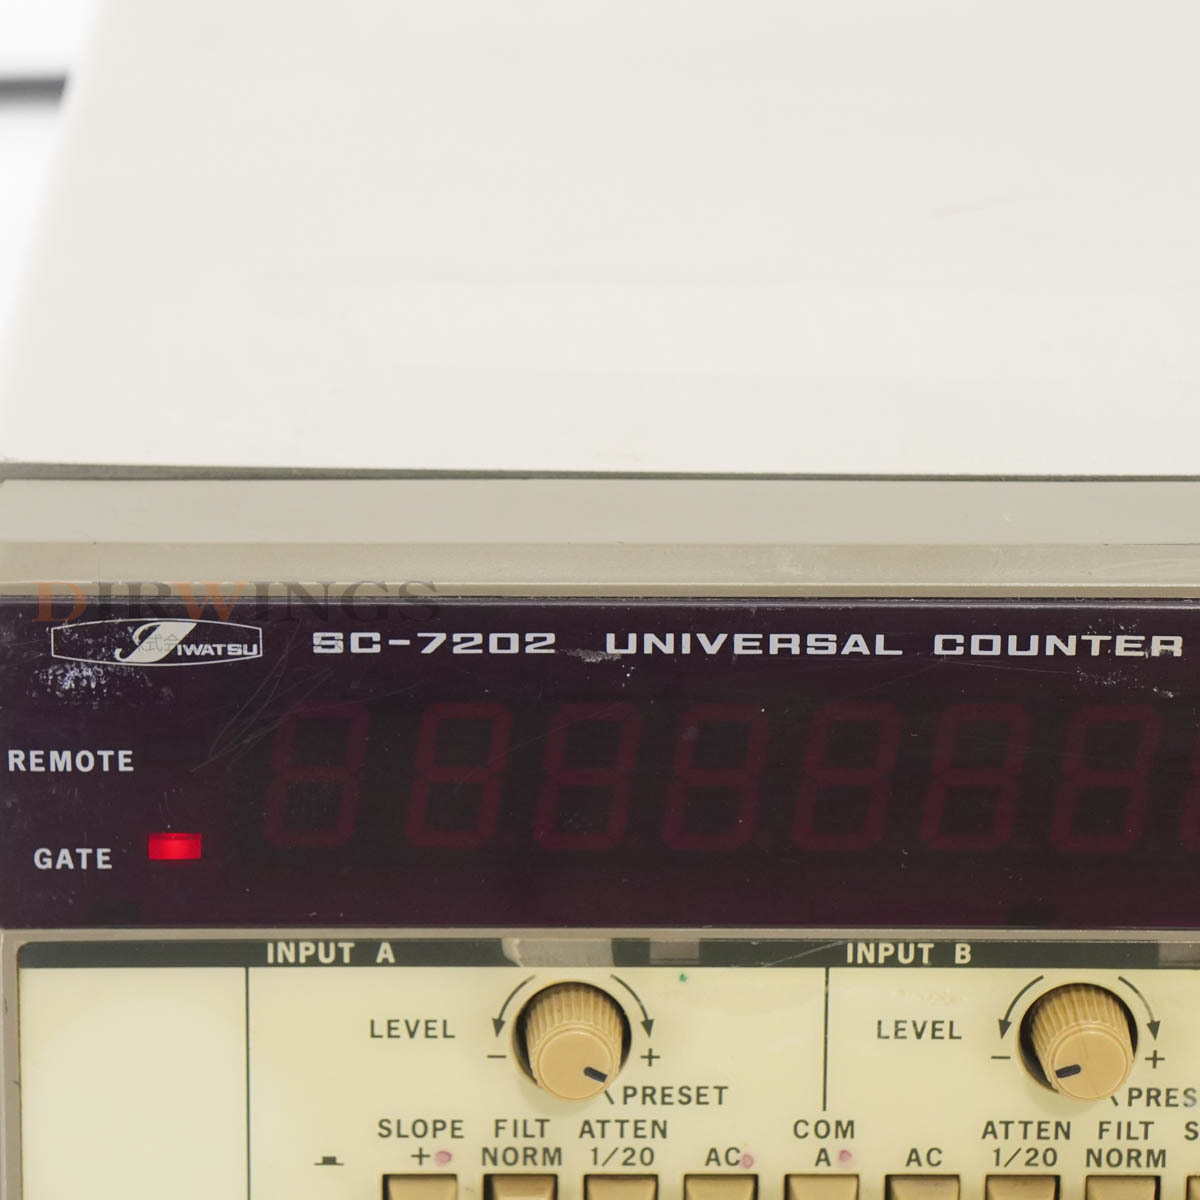 DIRWINGS
IWATSU
SC-7202 UNIVERSAL COUNTER
REMOTE
GATE
INPUT A
INPUT B
LEVEL
- +
PRESET
LEVEL
- +
PRES
SLOPE
+
FILT
NORM
ATTEN
1/20
AC
COM
A
AC
ATTEN
1/20
FILT
NORM
S